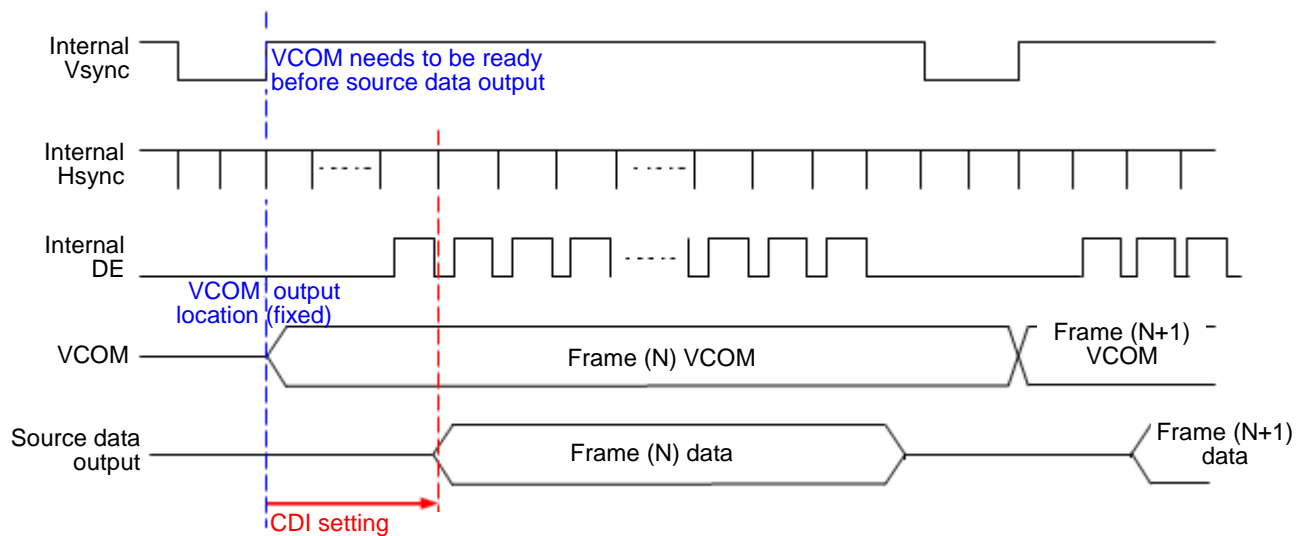 Internal
Vsync
VCOM needs to be ready
before source data output
Internal
Hsync
Internal
DE
VCOM output
location (fixed)
VCOM
Frame (N) VCOM
Frame (N+1)
VCOM
Source data
output
Frame (N) data
Frame (N+1)
data
CDI setting